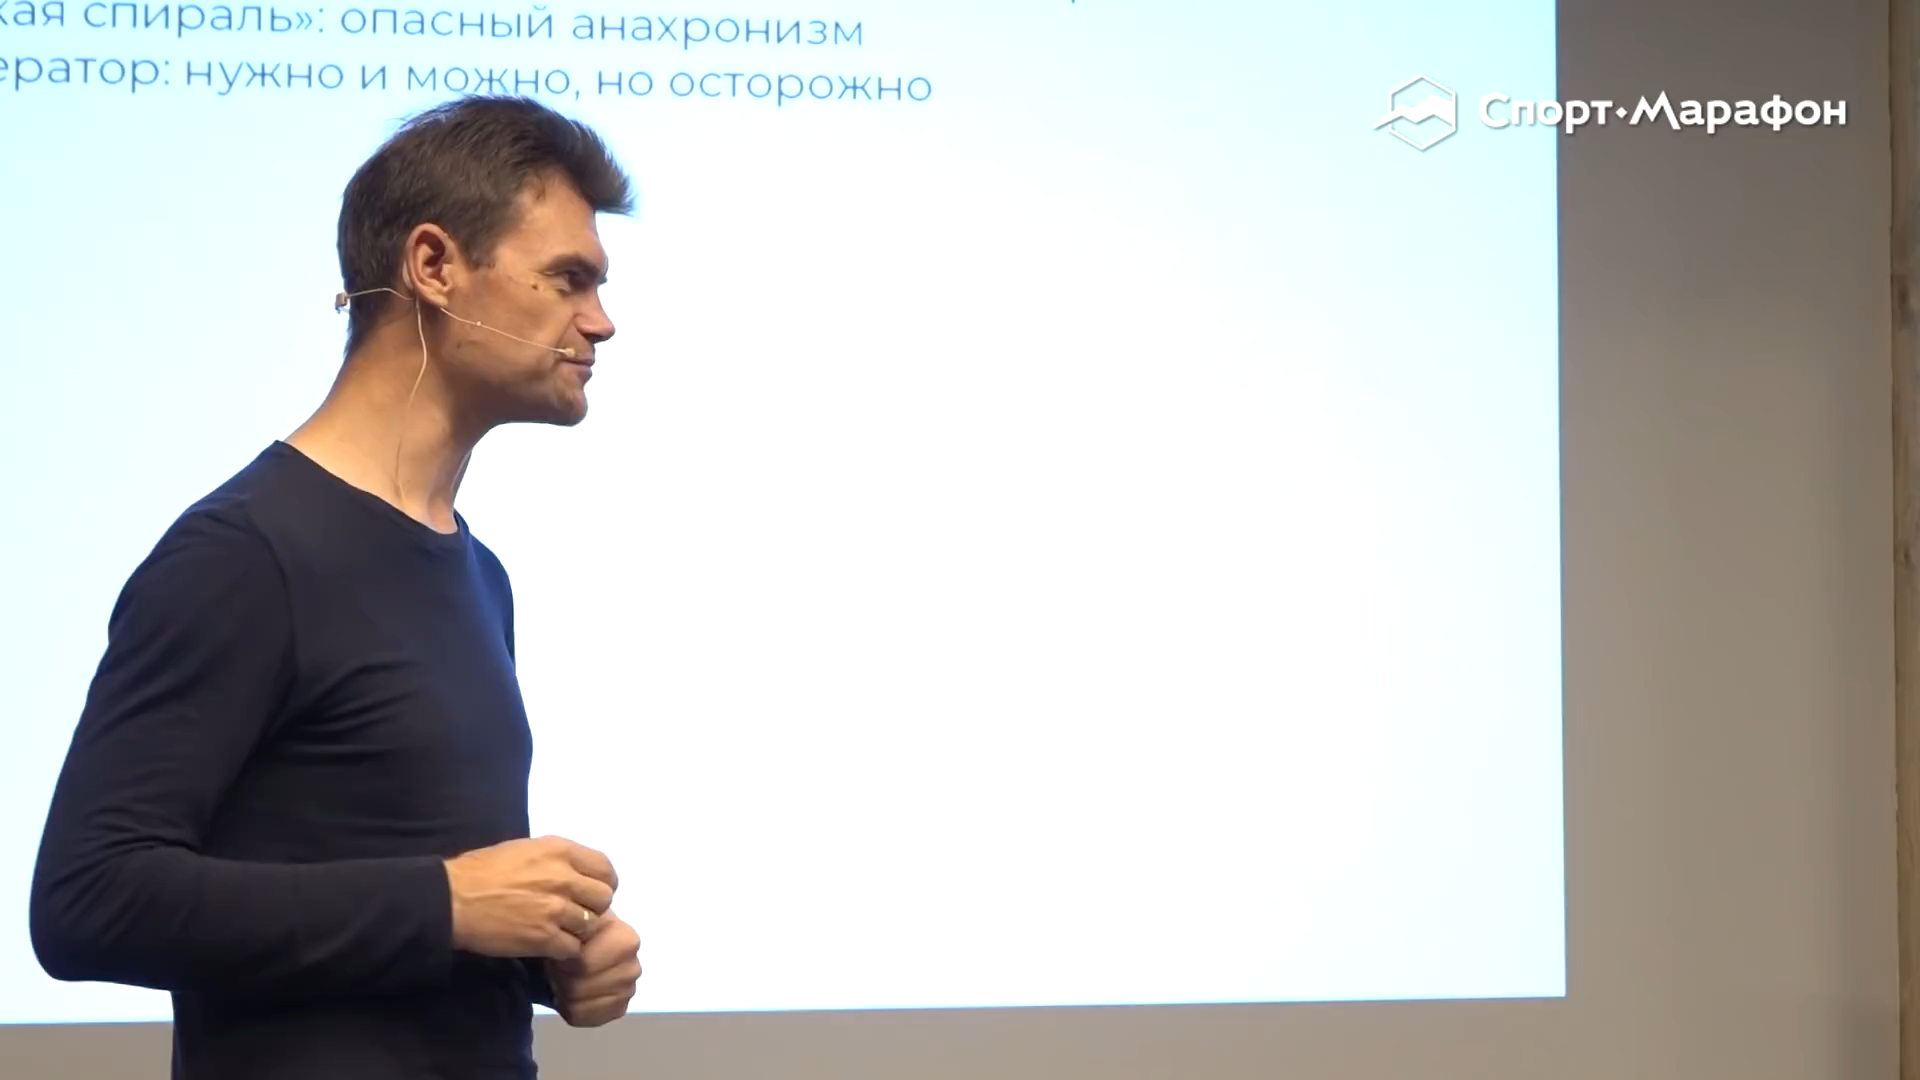 кая спираль»: опасный анахронизм
ератор: нужно и можно, но осторожно
Спорт-Марафон